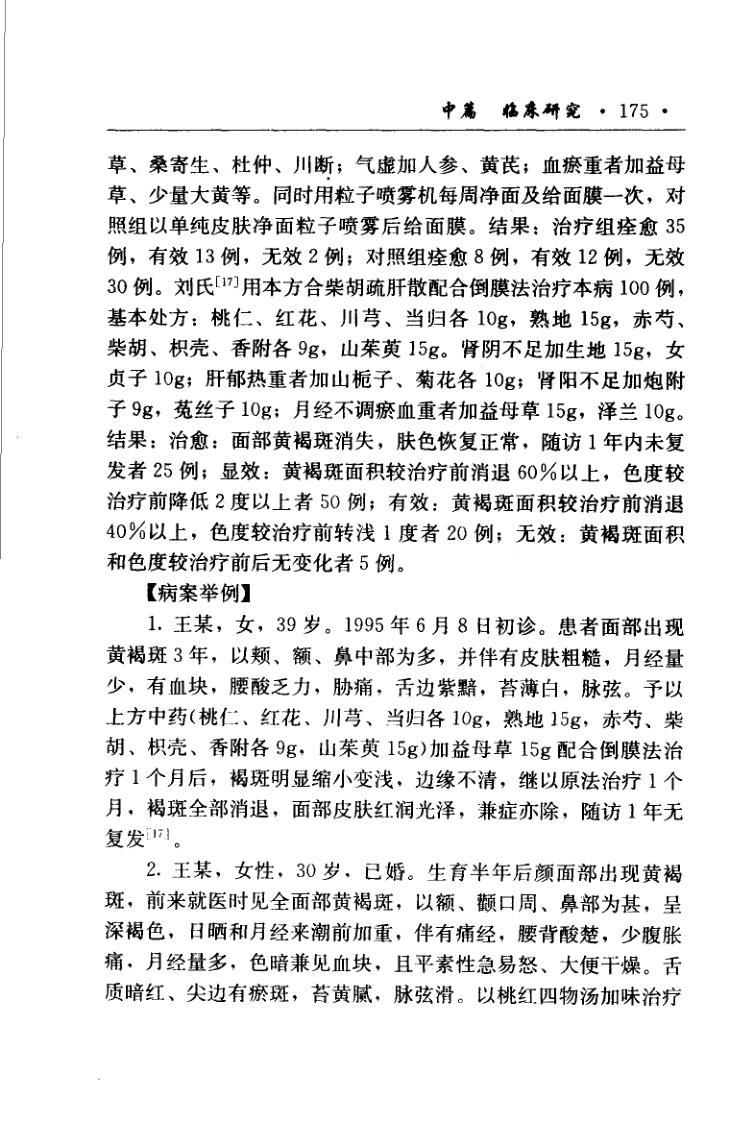 中篇 临床研究 · 175 ·
草、桑寄生、杜仲、川断；气虚加人参、黄芪；血瘀重者加益母
草、少量大黄等。同时用粒子喷雾机每周净面及给面膜一次，对
照组以单纯皮肤净面粒子喷雾后给面膜。结果：治疗组痊愈 35
例，有效 13 例，无效 2 例；对照组痊愈 8 例，有效 12 例，无效
30 例。刘氏[17]用本方合柴胡疏肝散配合倒膜法治疗本病 100 例，
基本处方：桃仁、红花、川芎、当归各 10g，熟地 15g，赤芍、
柴胡、枳壳、香附各 9g，山茱萸 15g。肾阴不足加生地 15g，女
贞子 10g；肝郁热重者加山栀子、菊花各 10g；肾阳不足加炮附
子 9g，菟丝子 10g；月经不调瘀血重者加益母草 15g，泽兰 10g。
结果：治愈：面部黄褐斑消失，肤色恢复正常，随访 1 年内未复
发者 25 例；显效：黄褐斑面积较治疗前消退 60％以上，色度较
治疗前降低 2 度以上者 50 例；有效：黄褐斑面积较治疗前消退
40％以上，色度较治疗前转浅 1 度者 20 例；无效：黄褐斑面积
和色度较治疗前后无变化者 5 例。
【病案举例】
1. 王某，女，39 岁。1995 年 6 月 8 日初诊。患者面部出现
黄褐斑 3 年，以颊、额、鼻中部为多，并伴有皮肤粗糙，月经量
少，有血块，腰酸乏力，胁痛，舌边紫黯，苔薄白，脉弦。予以
上方中药(桃仁、红花、川芎、当归各 10g，熟地 15g，赤芍、柴
胡、枳壳、香附各 9g，山茱萸 15g)加益母草 15g 配合倒膜法治
疗 1 个月后，褐斑明显缩小变浅，边缘不清，继以原法治疗 1 个
月，褐斑全部消退，面部皮肤红润光泽，兼症亦除，随访 1 年无
复发[17]。
2. 王某，女性，30 岁，已婚。生育半年后颜面部出现黄褐
斑，前来就医时见全面部黄褐斑，以额、颧口周、鼻部为甚，呈
深褐色，日晒和月经来潮前加重，伴有痛经，腰背酸楚，少腹胀
痛，月经量多，色暗兼见血块，且平素性急易怒、大便干燥。舌
质暗红、尖边有瘀斑，苔黄腻，脉弦滑。以桃红四物汤加味治疗